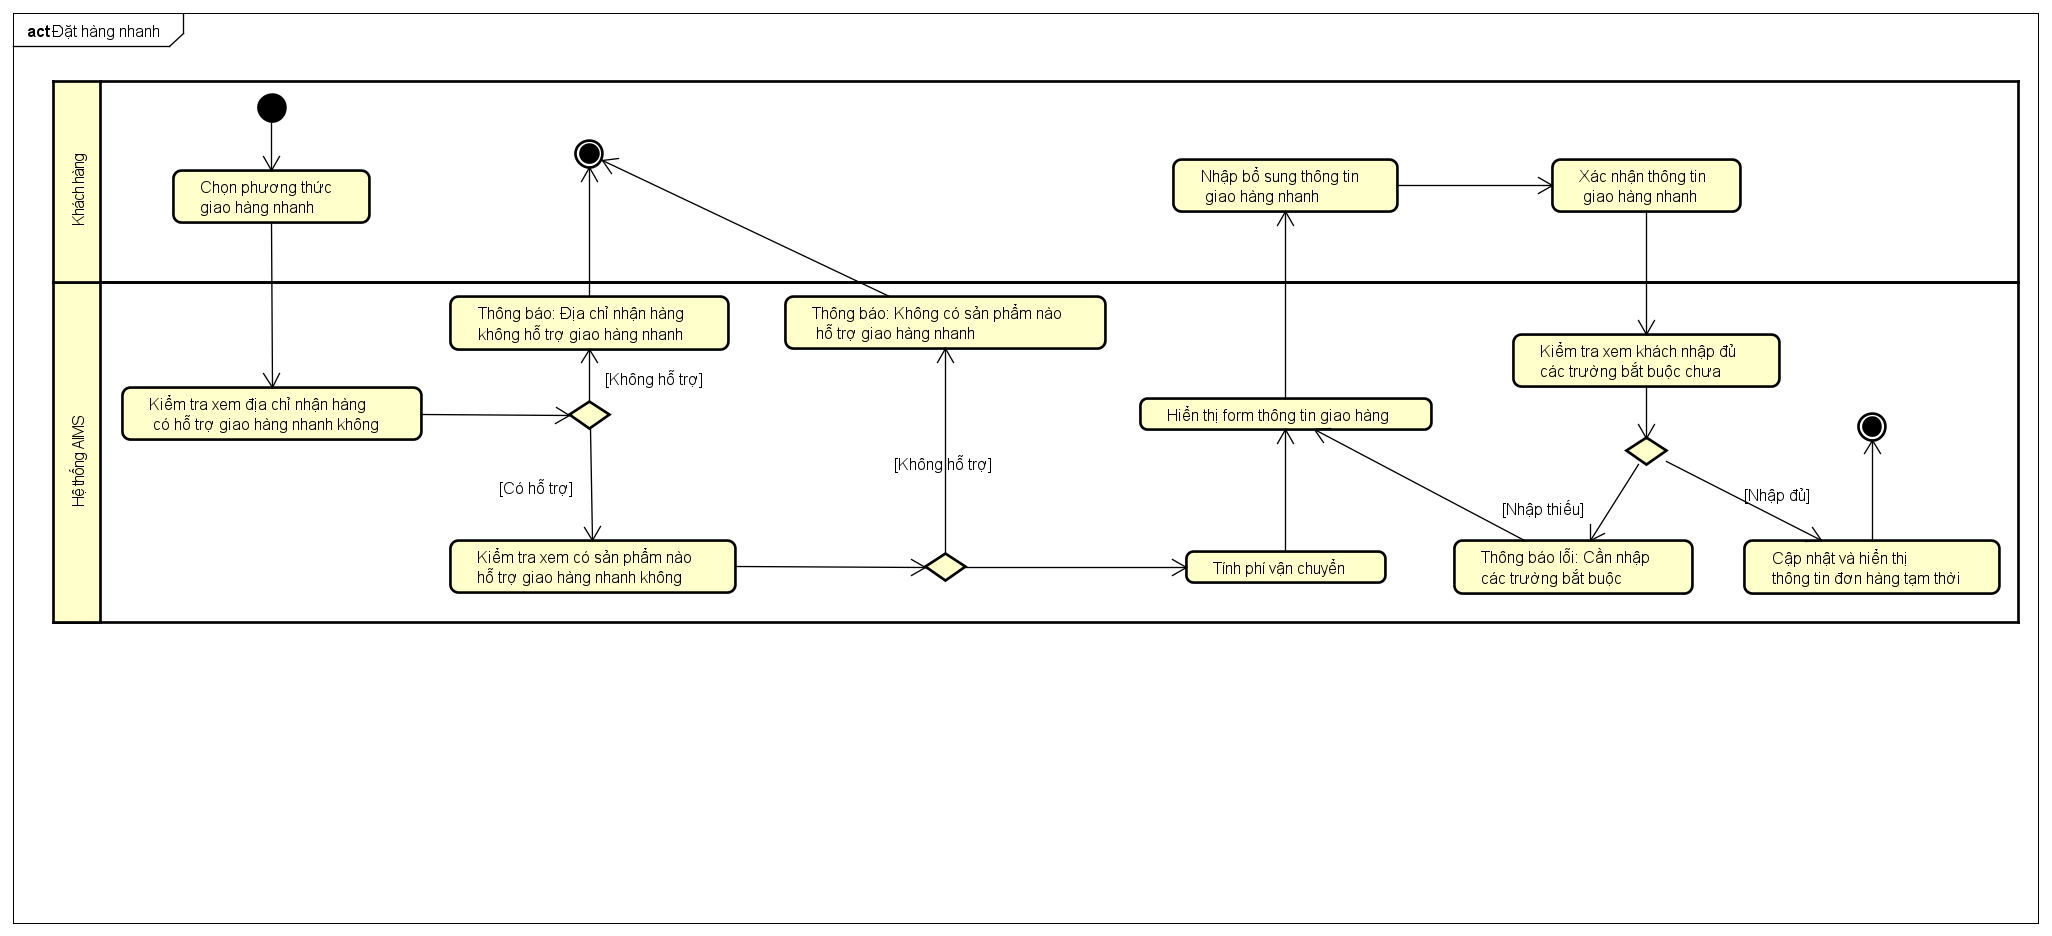 act Đặt hàng nhanh
Khách hàng
Chọn phương thức
giao hàng nhanh
Nhập bổ sung thông tin
giao hàng nhanh
Xác nhận thông tin
giao hàng nhanh
Hệ thống AIMS
Thông báo: Địa chỉ nhận hàng
không hỗ trợ giao hàng nhanh
Thông báo: Không có sản phẩm nào
hỗ trợ giao hàng nhanh
Kiểm tra xem khách nhập đủ
các trường bắt buộc chưa
[Không hỗ trợ]
Kiểm tra xem địa chỉ nhận hàng
có hỗ trợ giao hàng nhanh không
Hiển thị form thông tin giao hàng
[Không hỗ trợ]
[Có hỗ trợ]
[Nhập đủ]
[Nhập thiếu]
Kiểm tra xem có sản phẩm nào
hỗ trợ giao hàng nhanh không
Tính phí vận chuyển
Thông báo lỗi: Cần nhập
các trường bắt buộc
Cập nhật và hiển thị
thông tin đơn hàng tạm thời